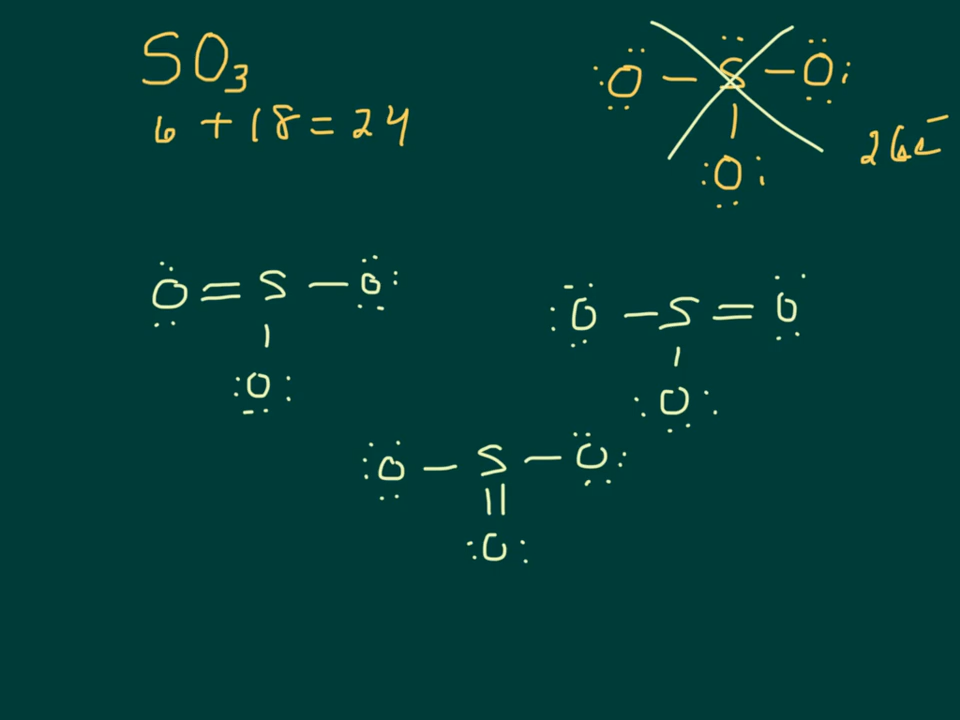 SO₃
6 + 18 = 24
:Ö — S̈ — Ö:
|
:O:
26e⁻
O = S — O:
|
:O:
:O — S = O
|
:O:
:O — S — O:
||
:O: